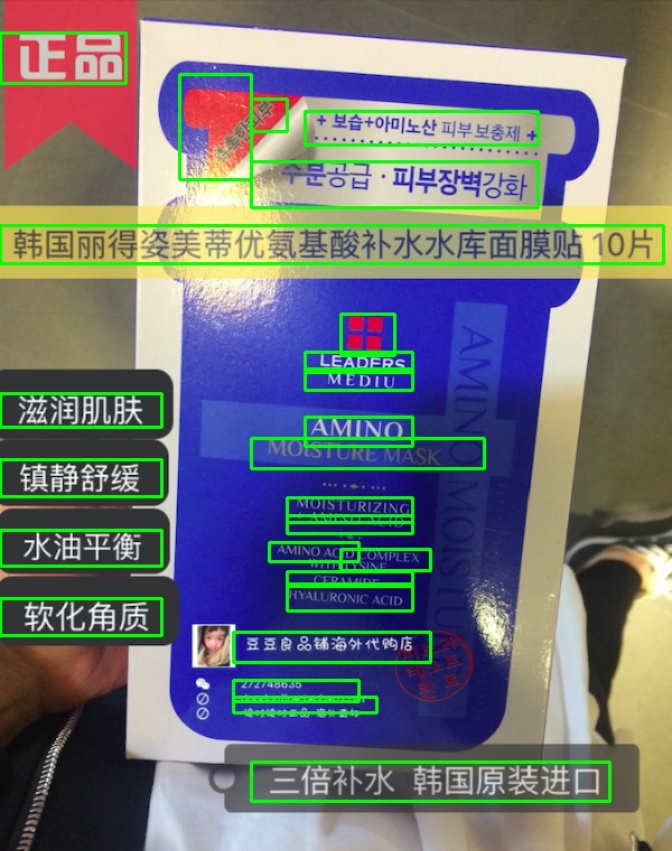 正品
+ 보습+아미노산 피부 보충제 +
수분공급 · 피부장벽강화
韩国丽得姿美蒂优氨基酸补水水库面膜贴 10片
LEADERS
MEDIU
AMINO
MOISTURE MASK
AMINO MOISTU
滋润肌肤
镇静舒缓
水油平衡
软化角质
MOISTURIZING
+ AMINO ACID
AMINO ACID COMPLEX
WITH LYSINE
CERAMIDE
HYALURONIC ACID
豆豆良品铺海外代购店
272748635
三倍补水 韩国原装进口